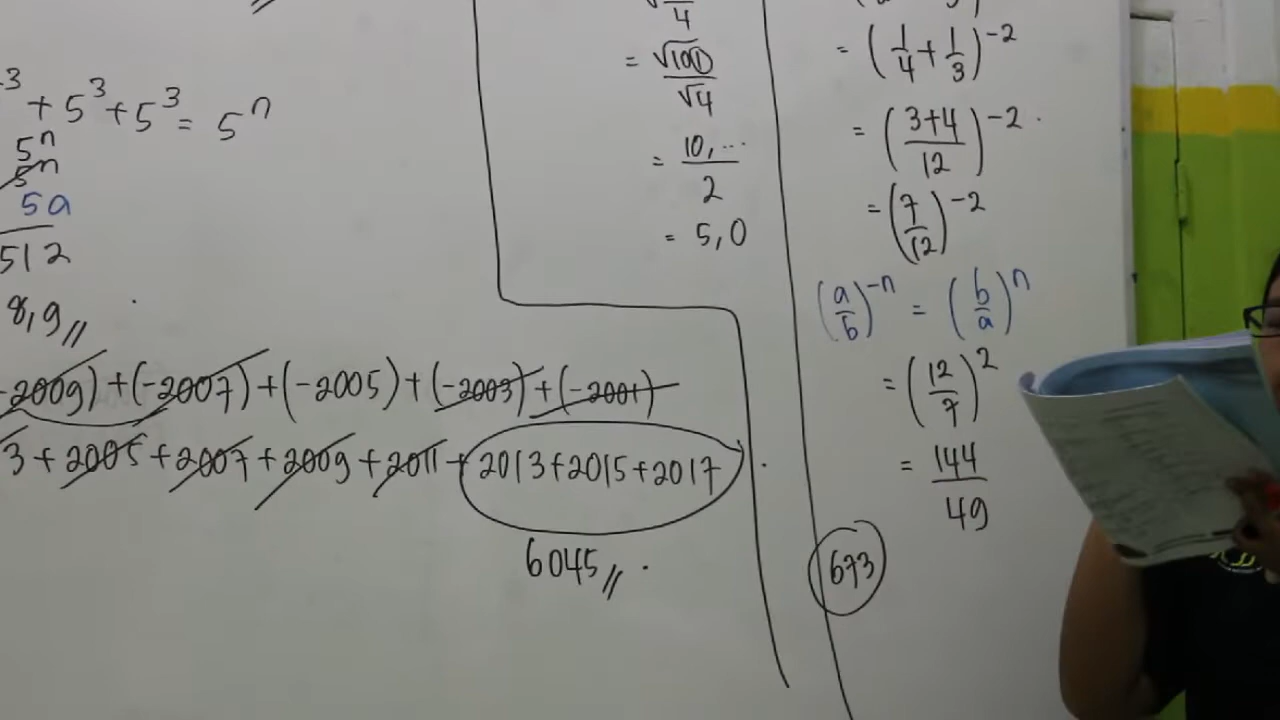 3 + 5³ + 5³ = 5ⁿ
5ⁿ
5ⁿ
5a
512
8,9 //
-2009) + (-2007) + (-2005) + (-2003) + (-2001)
3 + 2005 + 2007 + 2009 + 2011 + 2013 + 2015 + 2017
6045 //
4
= √100 / √4
= 10,... / 2
= 5,0
= (1/4 + 1/3)⁻²
= (3+4 / 12)⁻²
= (7/12)⁻²
(a/b)⁻ⁿ = (b/a)ⁿ
= (12/7)²
= 144/49
673